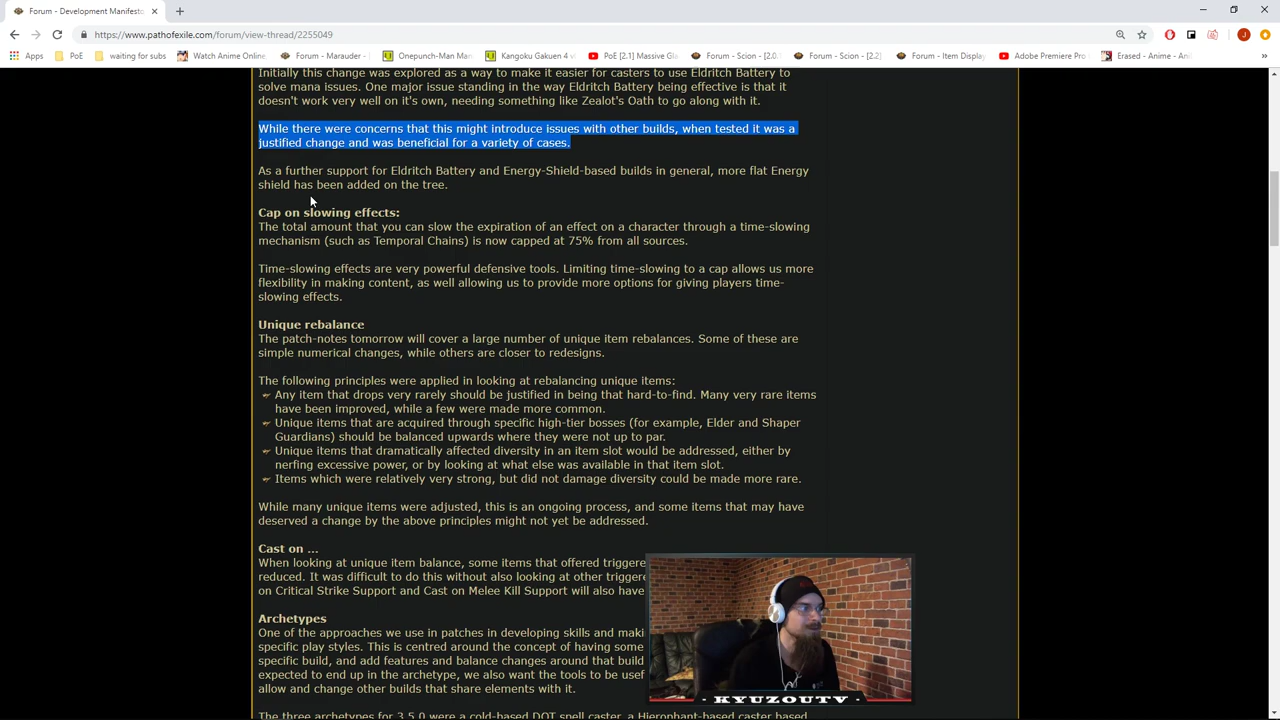 Forum - Development Manifesto
https://www.pathofexile.com/forum/view-thread/2255049
Apps PoE waiting for subs Watch Anime Online Forum - Marauder - Onepunch-Man Man Kangoku Gakuen 4 v PoE [2.1] Massive Gla Forum - Scion - [2.0. Forum - Scion - [2.2] Forum - Item Display Adobe Premiere Pro Erased - Anime - An
Initially this change was explored as a way to make it easier for casters to use Eldritch Battery to
solve mana issues. One major issue standing in the way Eldritch Battery being effective is that it
doesn't work very well on it's own, needing something like Zealot's Oath to go along with it.
While there were concerns that this might introduce issues with other builds, when tested it was a
justified change and was beneficial for a variety of cases.
As a further support for Eldritch Battery and Energy-Shield-based builds in general, more flat Energy
shield has been added on the tree.
Cap on slowing effects:
The total amount that you can slow the expiration of an effect on a character through a time-slowing
mechanism (such as Temporal Chains) is now capped at 75% from all sources.
Time-slowing effects are very powerful defensive tools. Limiting time-slowing to a cap allows us more
flexibility in making content, as well allowing us to provide more options for giving players time-
slowing effects.
Unique rebalance
The patch-notes tomorrow will cover a large number of unique item rebalances. Some of these are
simple numerical changes, while others are closer to redesigns.
The following principles were applied in looking at rebalancing unique items:
Any item that drops very rarely should be justified in being that hard-to-find. Many very rare items
have been improved, while a few were made more common.
Unique items that are acquired through specific high-tier bosses (for example, Elder and Shaper
Guardians) should be balanced upwards where they were not up to par.
Unique items that dramatically affected diversity in an item slot would be addressed, either by
nerfing excessive power, or by looking at what else was available in that item slot.
Items which were relatively very strong, but did not damage diversity could be made more rare.
While many unique items were adjusted, this is an ongoing process, and some items that may have
deserved a change by the above principles might not yet be addressed.
Cast on ...
When looking at unique item balance, some items that offered triggere
reduced. It was difficult to do this without also looking at other triggere
on Critical Strike Support and Cast on Melee Kill Support will also have
Archetypes
One of the approaches we use in patches in developing skills and maki
specific play styles. This is centred around the concept of having some
specific build, and add features and balance changes around that build
expected to end up in the archetype, we also want the tools to be usef
allow and change other builds that share elements with it.
The three archetypes for 3.5.0 were a cold-based DOT spell caster, a Hierophant-based caster based
- KYUZOUTV -